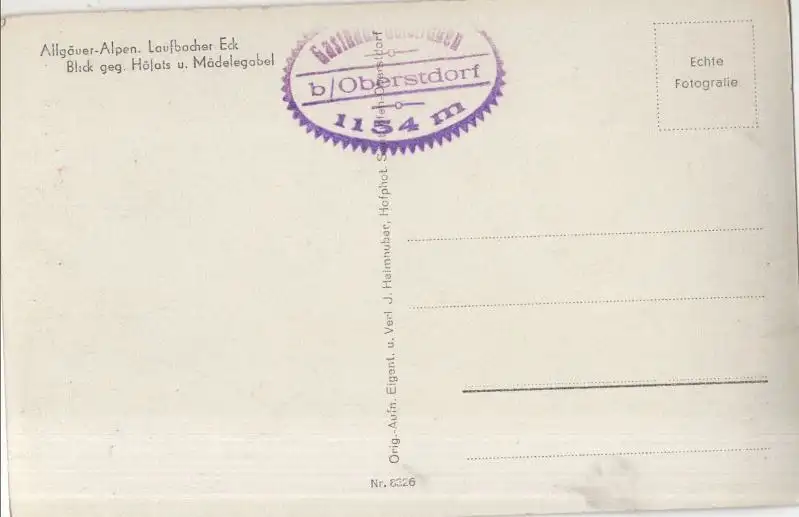 Allgäuer-Alpen. Laufbacher Eck
Blick geg. Höfats u. Mädelegabel
Gasthaus
b/Oberstdorf
1154 m
Echte
Fotografie
Orig.-Aufn. Eigent. u. Verl J. Heimhuber, Hofphot. Sonthofen-Oberstdorf
Nr. 8326